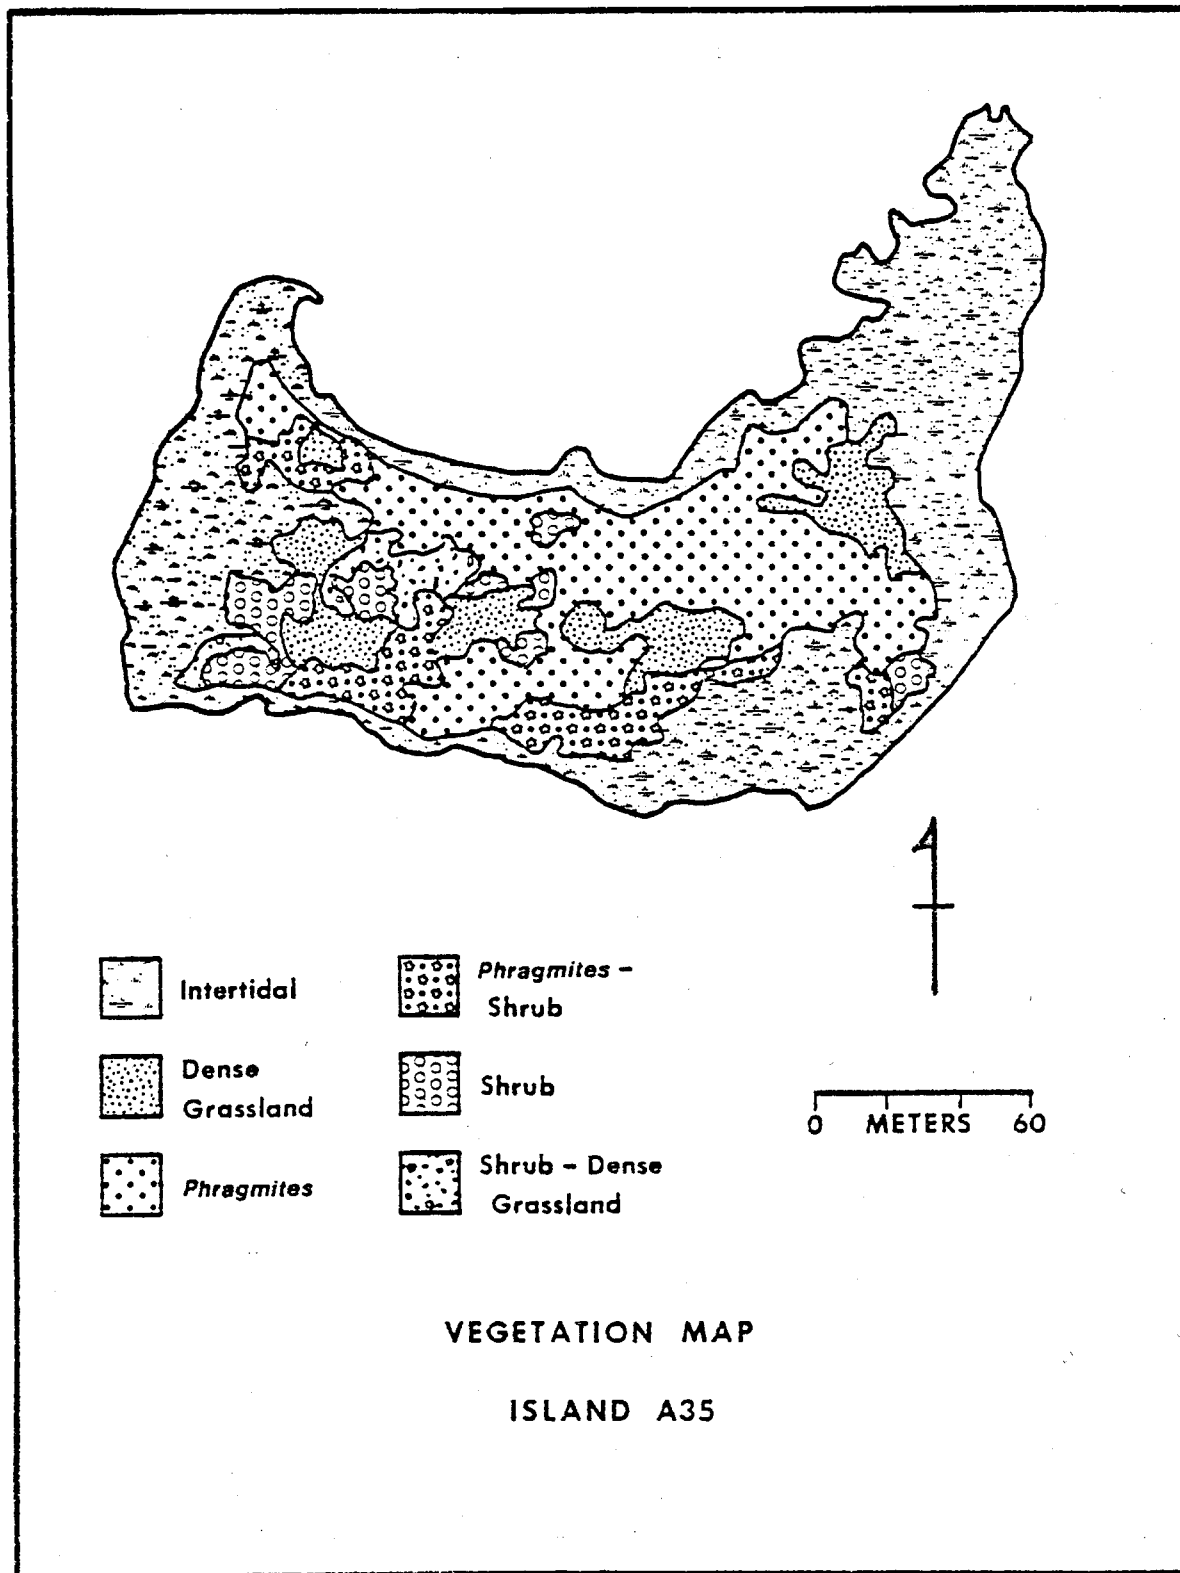 Intertidal
Phragmites –
Shrub
Dense
Grassland
Shrub
Phragmites
Shrub – Dense
Grassland
0 METERS 60
VEGETATION MAP
ISLAND A35